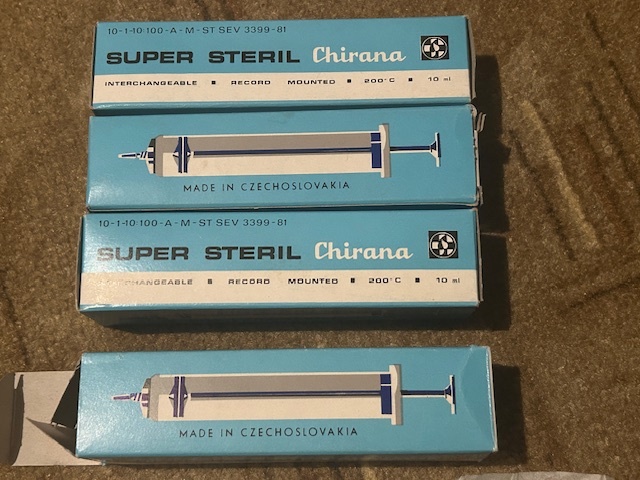 10-1-10:100-A-M-ST SEV 3399-81
SUPER STERIL Chirana
INTERCHANGEABLE ■ RECORD MOUNTED ■ 200°C ■ 10 ml
MADE IN CZECHOSLOVAKIA
10-1-10:100-A-M-ST SEV 3399-81
SUPER STERIL Chirana
CHANGEABLE ■ RECORD MOUNTED ■ 200°C ■ 10 ml
MADE IN CZECHOSLOVAKIA